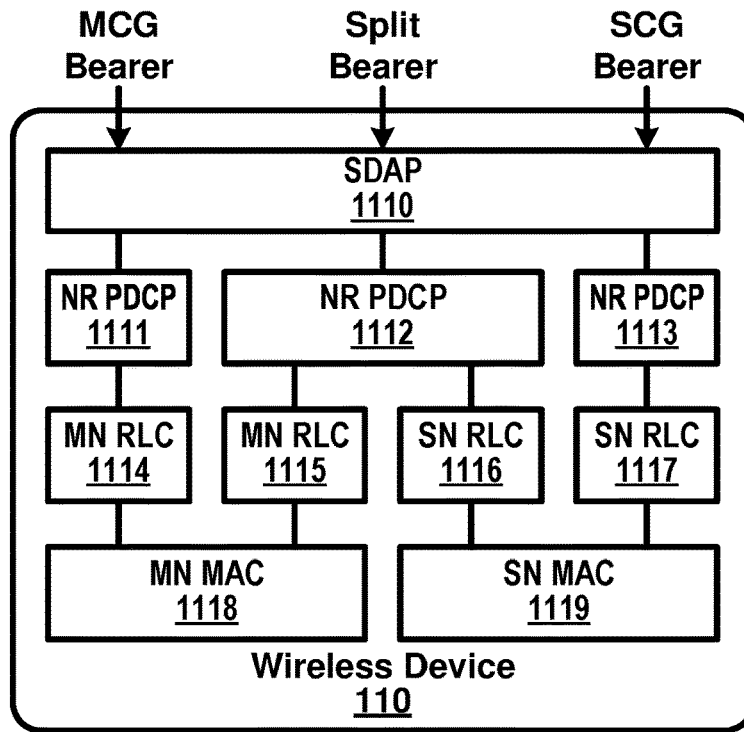 MCG Bearer
Split Bearer
SCG Bearer
SDAP
1110
NR PDCP
1111
NR PDCP
1112
NR PDCP
1113
MN RLC
1114
MN RLC
1115
SN RLC
1116
SN RLC
1117
MN MAC
1118
SN MAC
1119
Wireless Device
110